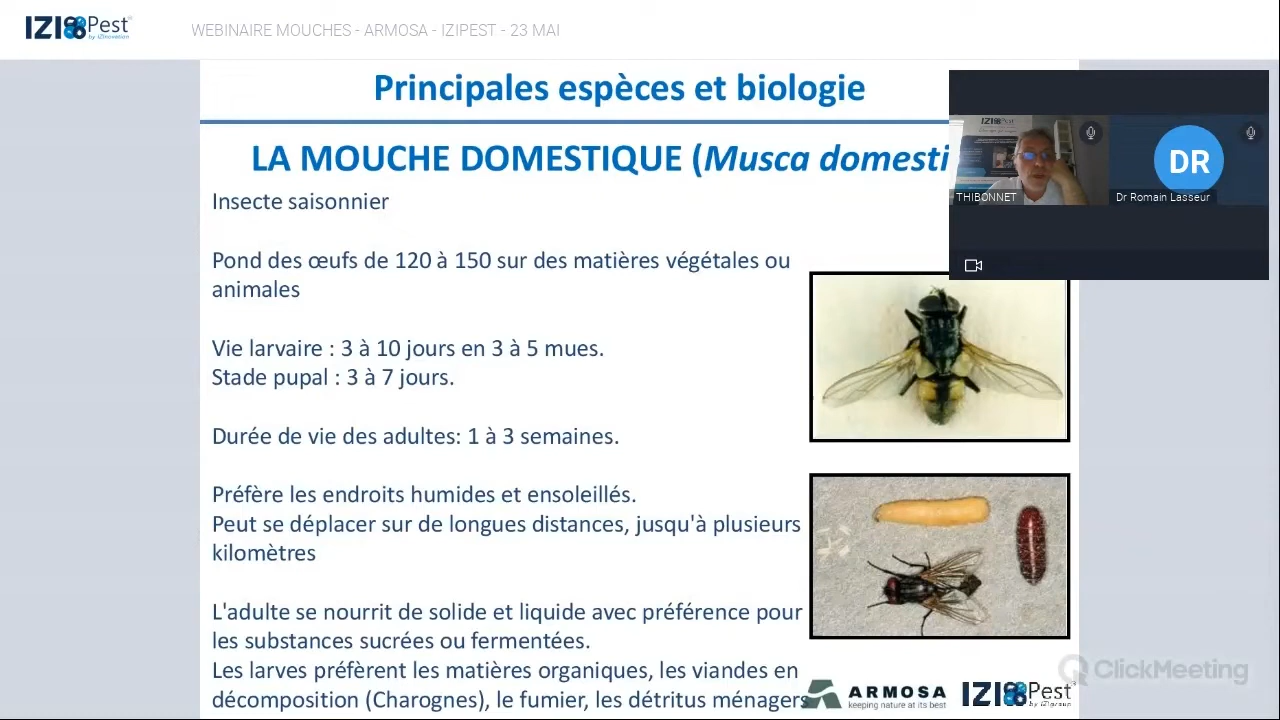 IZI Pest
by IZInovation
WEBINAIRE MOUCHES - ARMOSA - IZIPEST - 23 MAI
Principales espèces et biologie
LA MOUCHE DOMESTIQUE (Musca domesti
THIBONNET
DR
Dr Romain Lasseur
Insecte saisonnier
Pond des œufs de 120 à 150 sur des matières végétales ou
animales
Vie larvaire : 3 à 10 jours en 3 à 5 mues.
Stade pupal : 3 à 7 jours.
Durée de vie des adultes: 1 à 3 semaines.
Préfère les endroits humides et ensoleillés.
Peut se déplacer sur de longues distances, jusqu'à plusieurs
kilomètres
L'adulte se nourrit de solide et liquide avec préférence pour
les substances sucrées ou fermentées.
Les larves préfèrent les matières organiques, les viandes en
décomposition (Charognes), le fumier, les détritus ménagers
ClickMeeting
ARMOSA
keeping nature at its best
IZI Pest
by IZIgroup